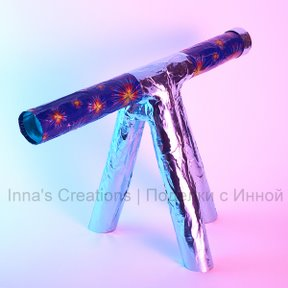 Inna's Creations | Поделки с Инной